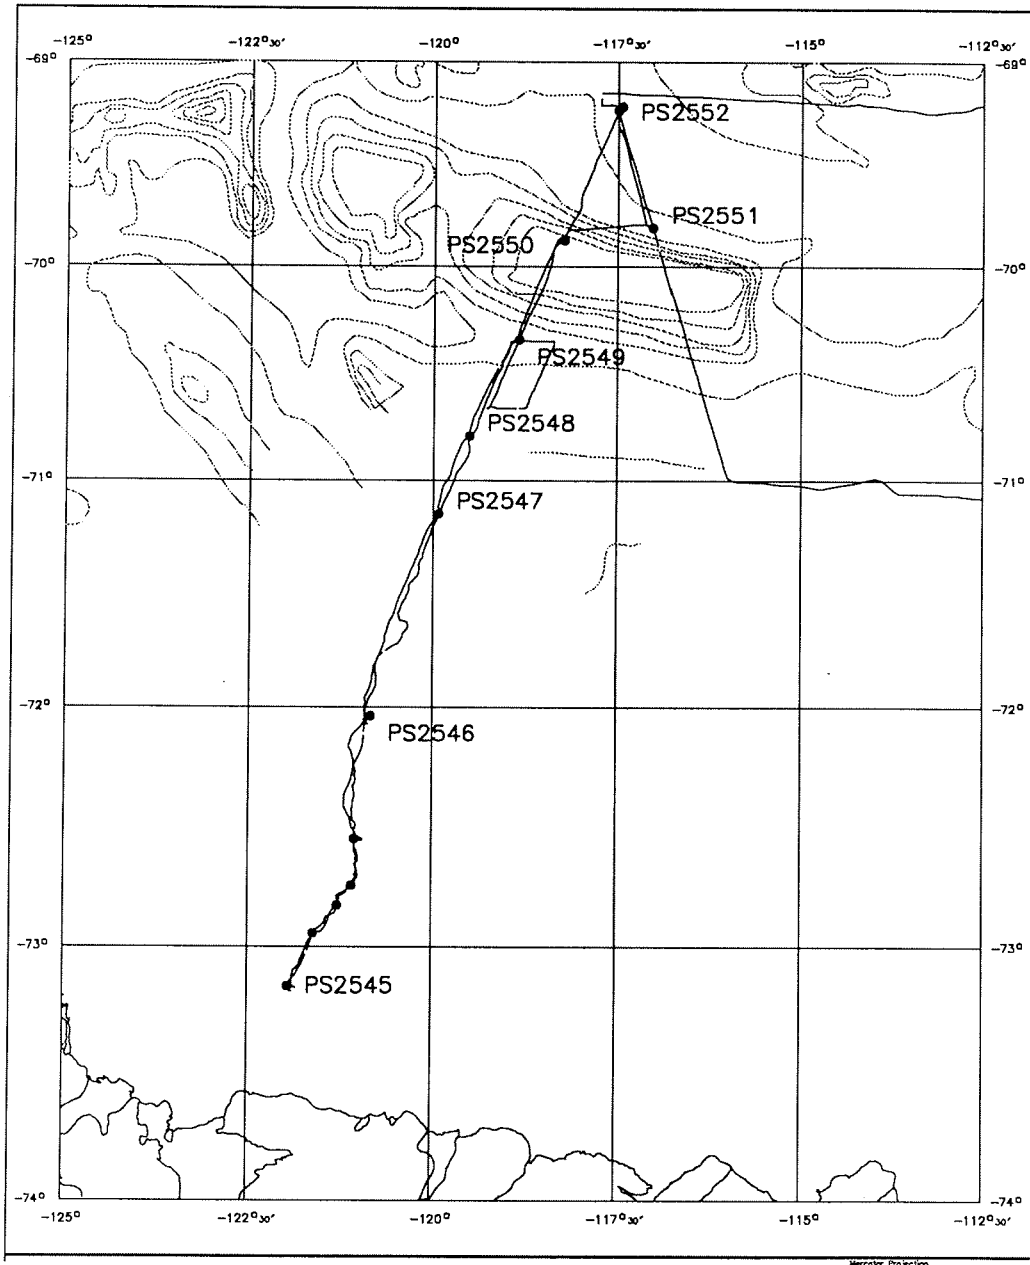 -125° -122°30' -120° -117°30' -115° -112°30'
-69° -69°
PS2552
PS2551
PS2550
-70° -70°
PS2549
PS2548
-71° -71°
PS2547
-72° -72°
PS2546
-73° -73°
PS2545
-74° -74°
-125° -122°30' -120° -117°30' -115° -112°30'
Mercator Projection